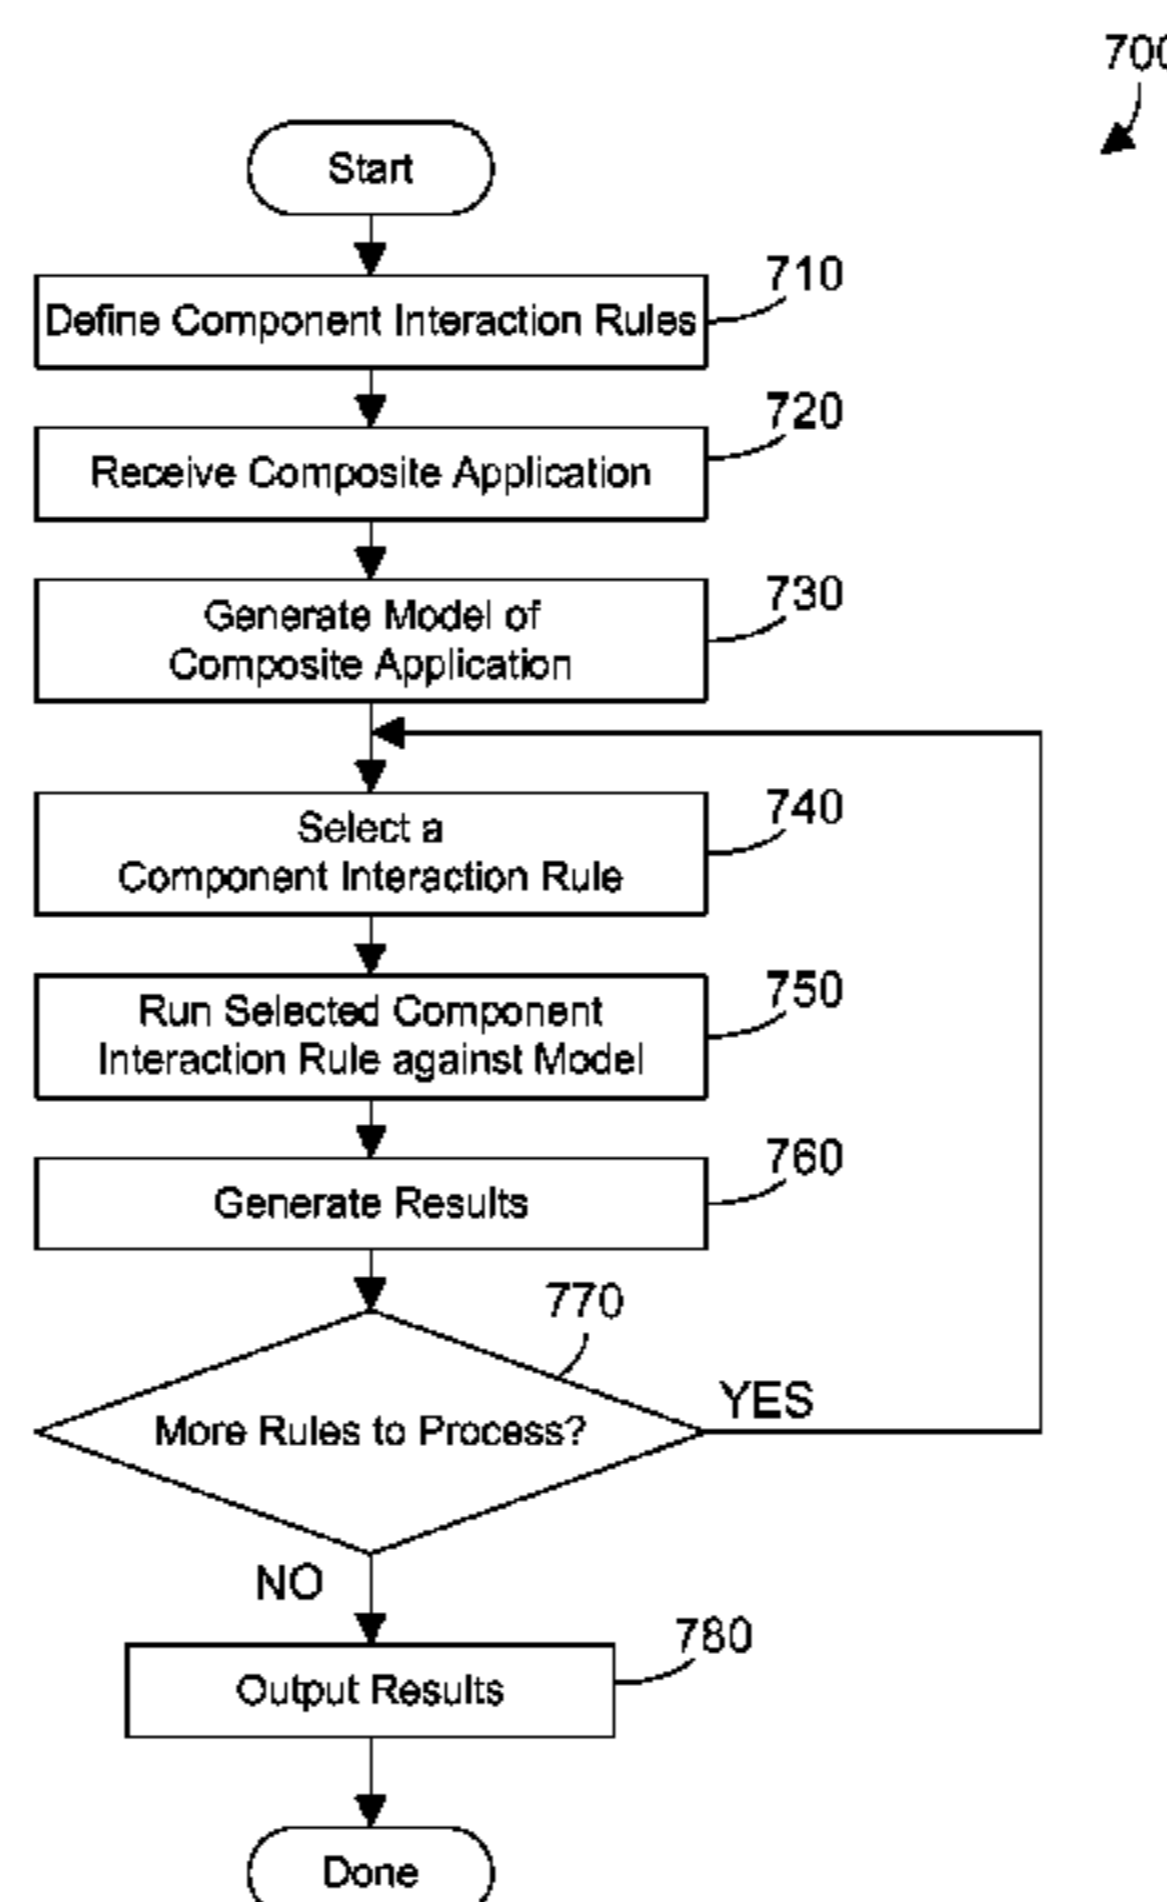 700
Start
710
Define Component Interaction Rules
720
Receive Composite Application
730
Generate Model of
Composite Application
740
Select a
Component Interaction Rule
750
Run Selected Component
Interaction Rule against Model
760
Generate Results
770
More Rules to Process?
YES
NO
780
Output Results
Done